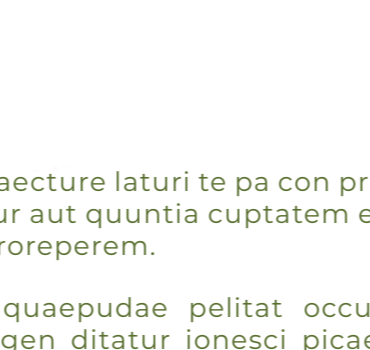 aecture laturi te pa con pr
ur aut quuntia cuptatem e
roreperem.
quaepudae pelitat occu
gen ditatur ionesci picae